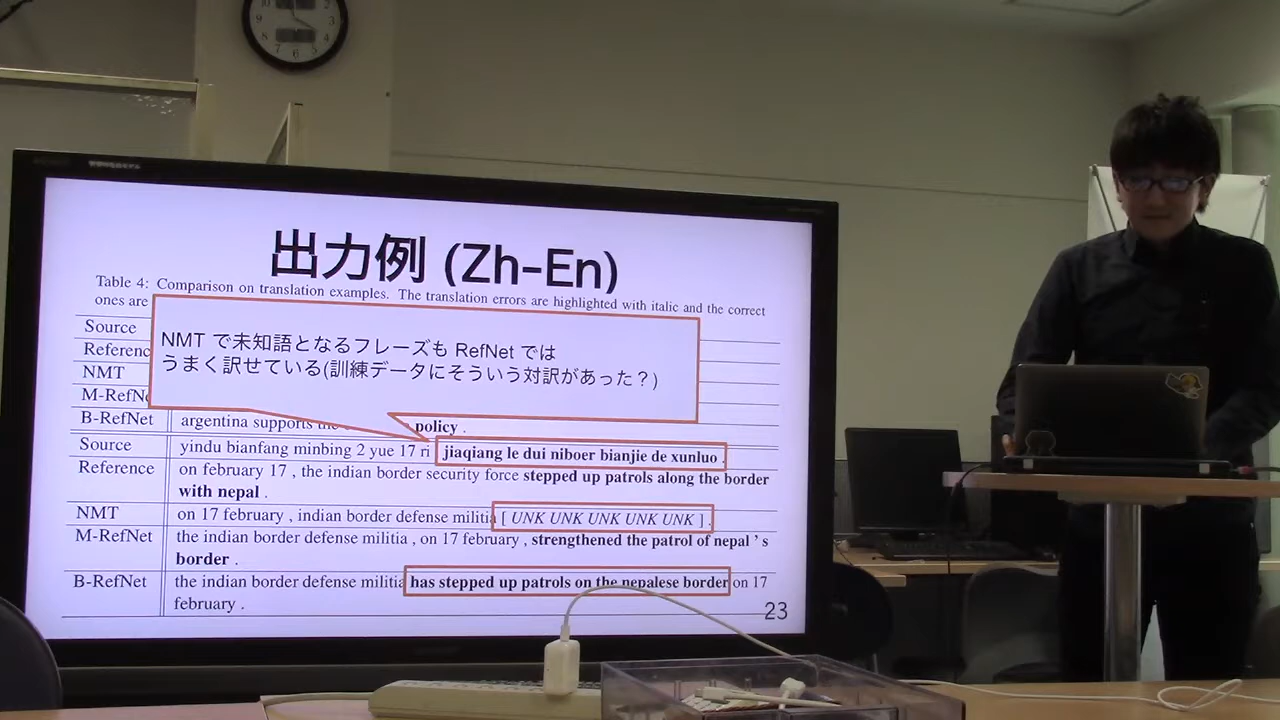 出力例 (Zh-En)
Table 4: Comparison on translation examples. The translation errors are highlighted with italic and the correct
ones are
NMT で未知語となるフレーズも RefNet では
うまく訳せている(訓練データにそういう対訳があった？)
Source
Referenc
NMT
M-RefNe
B-RefNet argentina supports the policy .
Source yindu bianfang minbing 2 yue 17 ri jiaqiang le dui niboer bianjie de xunluo .
Reference on february 17 , the indian border security force stepped up patrols along the border
with nepal .
NMT on 17 february , indian border defense militia [ UNK UNK UNK UNK UNK ] .
M-RefNet the indian border defense militia , on 17 february , strengthened the patrol of nepal ' s
border .
B-RefNet the indian border defense militia has stepped up patrols on the nepalese border on 17
february .
23